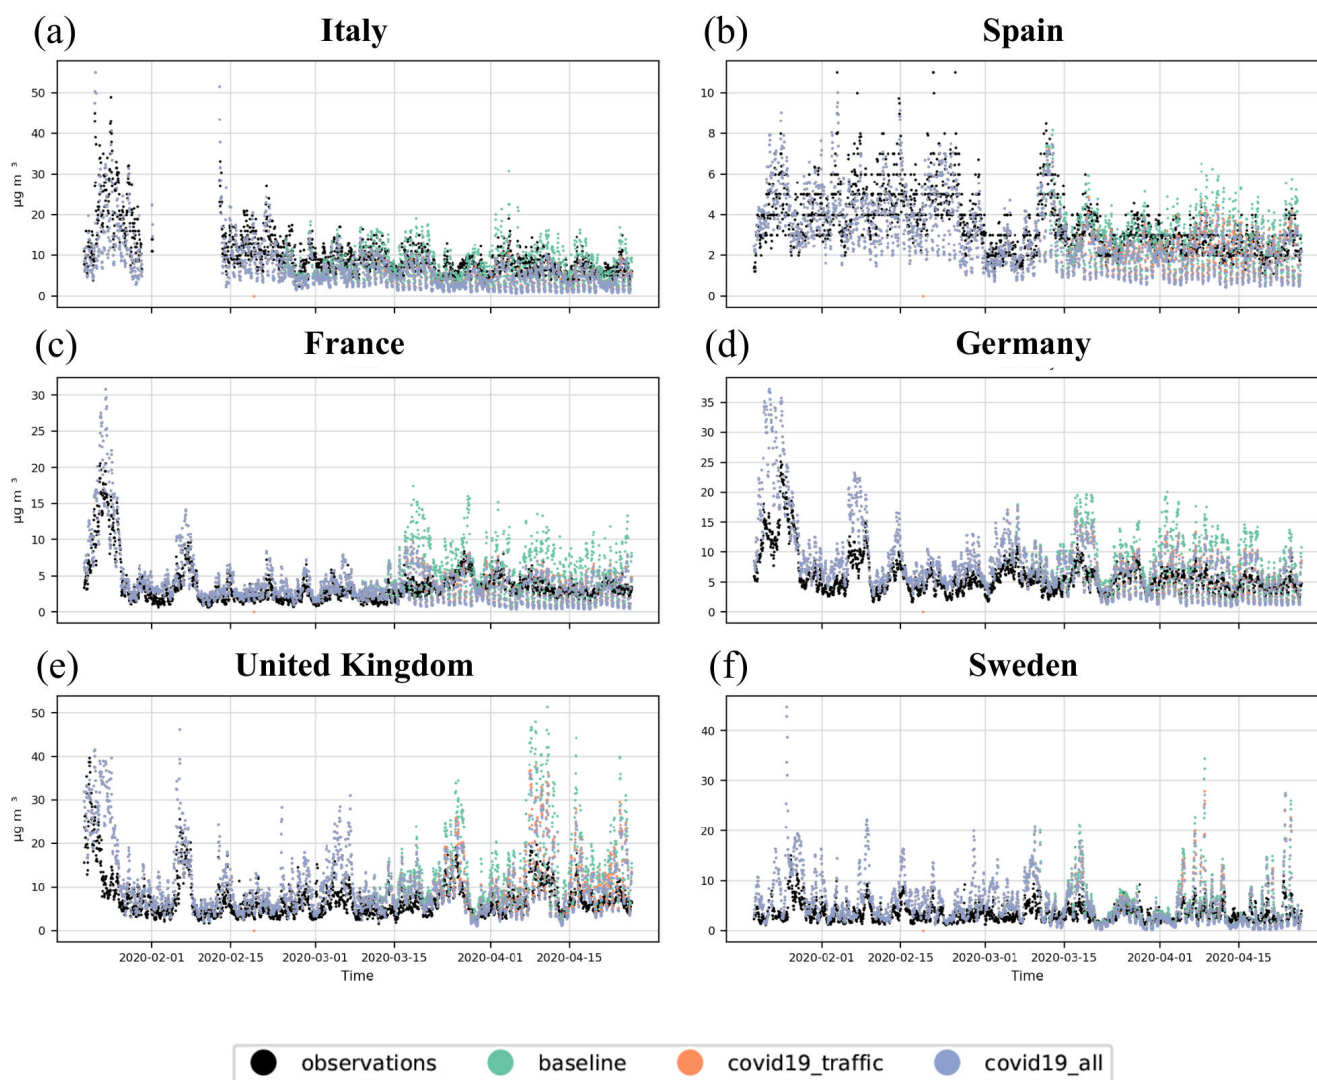 (a) Italy
(b) Spain
50
40
30
20
10
0
µg m ³
10
8
6
4
2
0
(c) France
(d) Germany
30
25
20
15
10
5
0
µg m ³
35
30
25
20
15
10
5
0
(e) United Kingdom
(f) Sweden
50
40
30
20
10
0
µg m ³
40
30
20
10
0
2020-02-01 2020-02-15 2020-03-01 2020-03-15 2020-04-01 2020-04-15
Time
2020-02-01 2020-02-15 2020-03-01 2020-03-15 2020-04-01 2020-04-15
Time
observations baseline covid19_traffic covid19_all